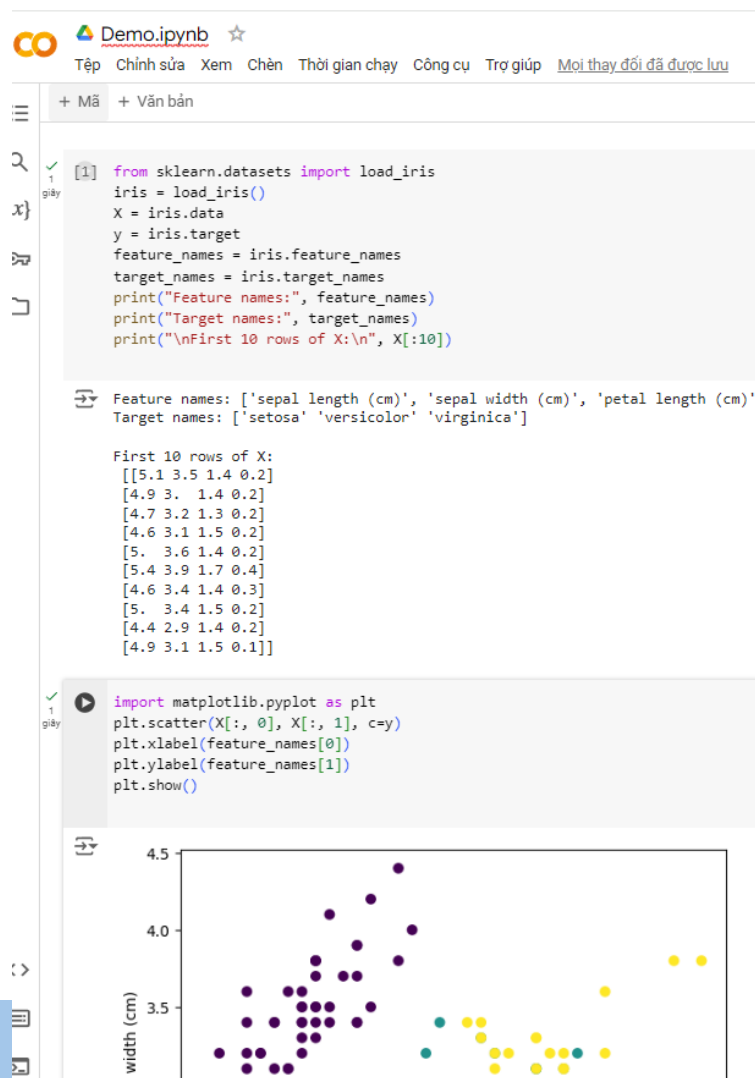 CO Demo.ipynb
Tệp Chỉnh sửa Xem Chèn Thời gian chạy Công cụ Trợ giúp Mọi thay đổi đã được lưu
+ Mã + Văn bản
[1] from sklearn.datasets import load_iris
1 giây
iris = load_iris()
X = iris.data
y = iris.target
feature_names = iris.feature_names
target_names = iris.target_names
print("Feature names:", feature_names)
print("Target names:", target_names)
print("\nFirst 10 rows of X:\n", X[:10])
Feature names: ['sepal length (cm)', 'sepal width (cm)', 'petal length (cm)'
Target names: ['setosa' 'versicolor' 'virginica']
First 10 rows of X:
[[5.1 3.5 1.4 0.2]
[4.9 3.  1.4 0.2]
[4.7 3.2 1.3 0.2]
[4.6 3.1 1.5 0.2]
[5.  3.6 1.4 0.2]
[5.4 3.9 1.7 0.4]
[4.6 3.4 1.4 0.3]
[5.  3.4 1.5 0.2]
[4.4 2.9 1.4 0.2]
[4.9 3.1 1.5 0.1]]
1 giây
import matplotlib.pyplot as plt
plt.scatter(X[:, 0], X[:, 1], c=y)
plt.xlabel(feature_names[0])
plt.ylabel(feature_names[1])
plt.show()
4.5
4.0
3.5
width (cm)